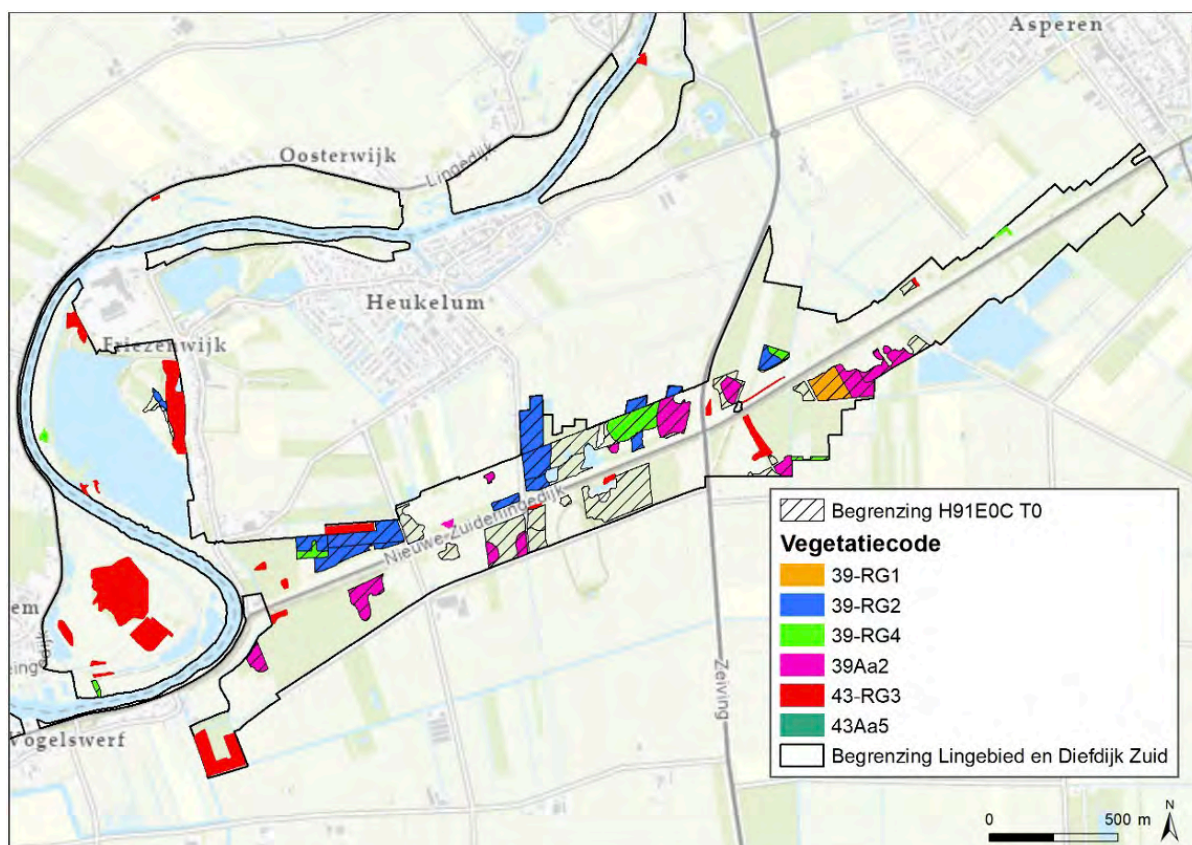 Asperen
Oosterwijk
Lingedijk
Heukelum
Friezenwijk
Nieuwe-Zuiderlingedijk
Zeiving
Vogelswerf
Begrenzing H91E0C T0
Vegetatiecode
39-RG1
39-RG2
39-RG4
39Aa2
43-RG3
43Aa5
Begrenzing Lingebied en Diefdijk Zuid
0 500 m
N